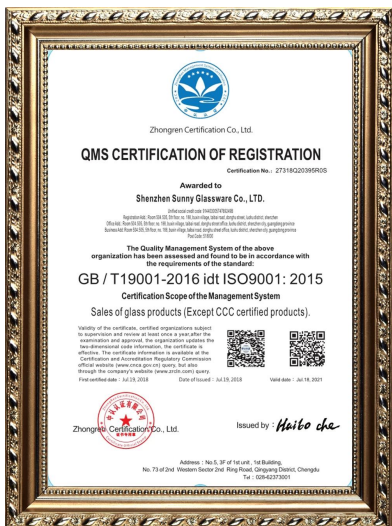 Zhongren Certification Co., Ltd.
QMS CERTIFICATION OF REGISTRATION
Certification No.: 27318Q20395R0S
Awarded to
Shenzhen Sunny Glassware Co., LTD.
The Quality Management System of the above
organization has been assessed and found to be in accordance with
the requirements of the standard:
GB / T19001-2016 idt ISO9001: 2015
Certification Scope of the Management System
Sales of glass products (Except CCC certified products).
Validity of the certificate, certified organizations subject
to supervision and review at least once a year,after the
examination and approval, the organization updates the
two-dimensional code information, the certificate is
effective. The certificate information is available at the
Certification and Accreditation Regulatory Commission
official website (www.cnca.gov.cn) query, but also
through the company's website (www.zrcin.com) query.
First certified date : Jul.19, 2018
Date of Issued : Jul.19, 2018
Valid date : Jul.18, 2021
Zhongren Certification Co., Ltd.
Issued by : Haibo che
Address : No.5, 3F of 1st unit , 1st Building,
No. 73 of 2nd Western Sector 2nd Ring Road, Qingyang District, Chengdu
Tel : 028-62373001